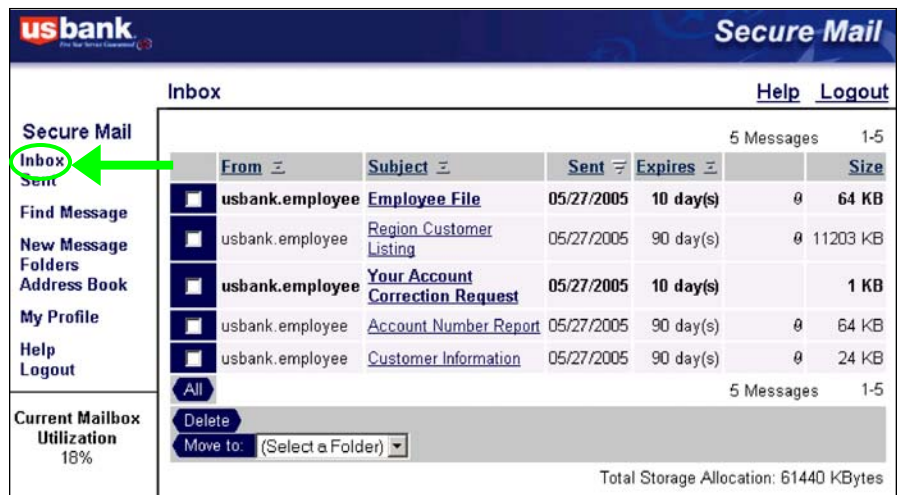 usbank.
Five Star Service Guaranteed
Secure Mail
Inbox
Help Logout
Secure Mail
Inbox
Sent
Find Message
New Message
Folders
Address Book
My Profile
Help
Logout
Current Mailbox
Utilization
18%
5 Messages 1-5
From Subject Sent Expires Size
usbank.employee Employee File 05/27/2005 10 day(s) 64 KB
usbank.employee Region Customer
Listing 05/27/2005 90 day(s) 11203 KB
usbank.employee Your Account
Correction Request 05/27/2005 10 day(s) 1 KB
usbank.employee Account Number Report 05/27/2005 90 day(s) 64 KB
usbank.employee Customer Information 05/27/2005 90 day(s) 24 KB
All 5 Messages 1-5
Delete
Move to: (Select a Folder)
Total Storage Allocation: 61440 KBytes